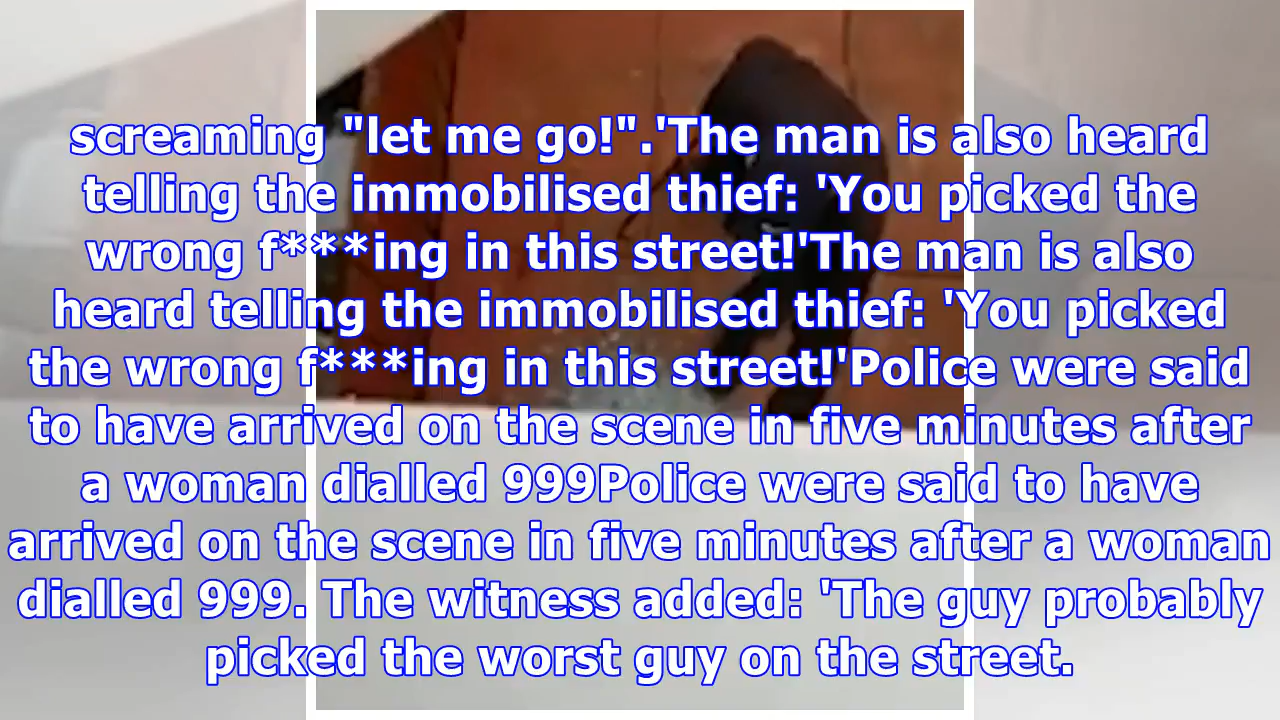 screaming "let me go!".'The man is also heard
telling the immobilised thief: 'You picked the
wrong f***ing in this street!'The man is also
heard telling the immobilised thief: 'You picked
the wrong f***ing in this street!'Police were said
to have arrived on the scene in five minutes after
a woman dialled 999Police were said to have
arrived on the scene in five minutes after a woman
dialled 999. The witness added: 'The guy probably
picked the worst guy on the street.